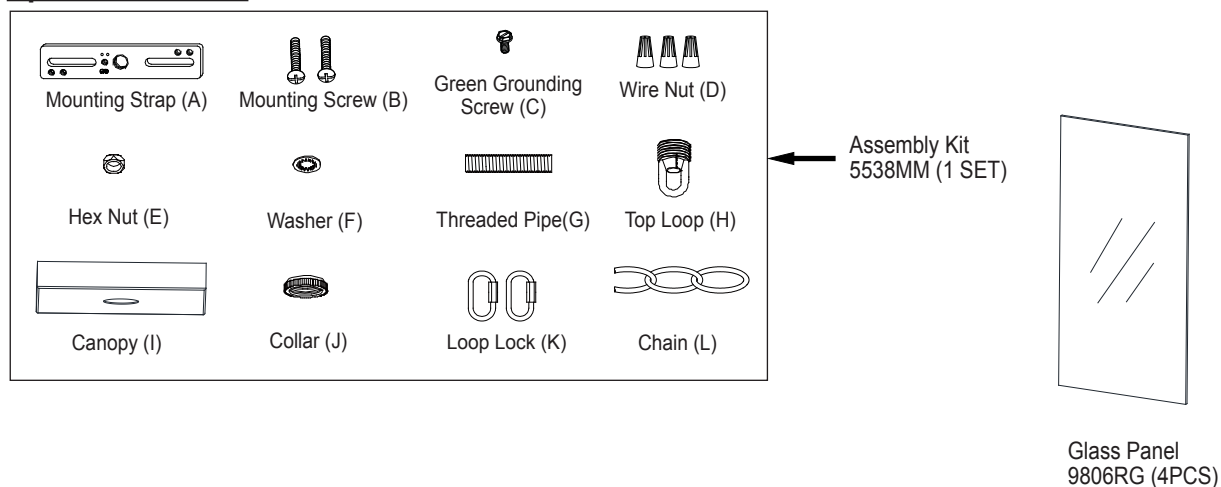 Mounting Strap (A)
Mounting Screw (B)
Green Grounding
Screw (C)
Wire Nut (D)
Hex Nut (E)
Washer (F)
Threaded Pipe(G)
Top Loop (H)
Canopy (I)
Collar (J)
Loop Lock (K)
Chain (L)
Assembly Kit
5538MM (1 SET)
Glass Panel
9806RG (4PCS)